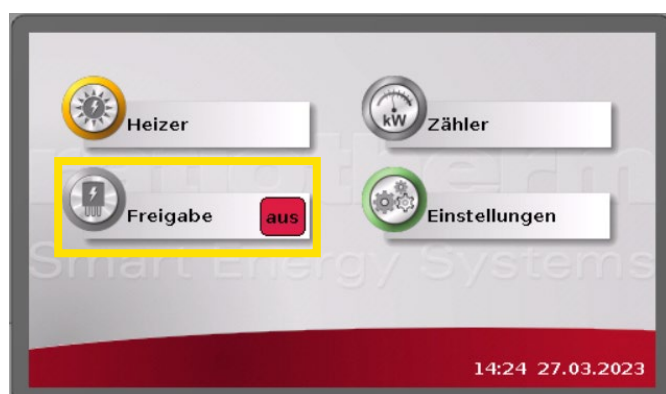 Heizer
kW
Zähler
Freigabe
aus
Einstellungen
Smart Energy Systems
14:24 27.03.2023